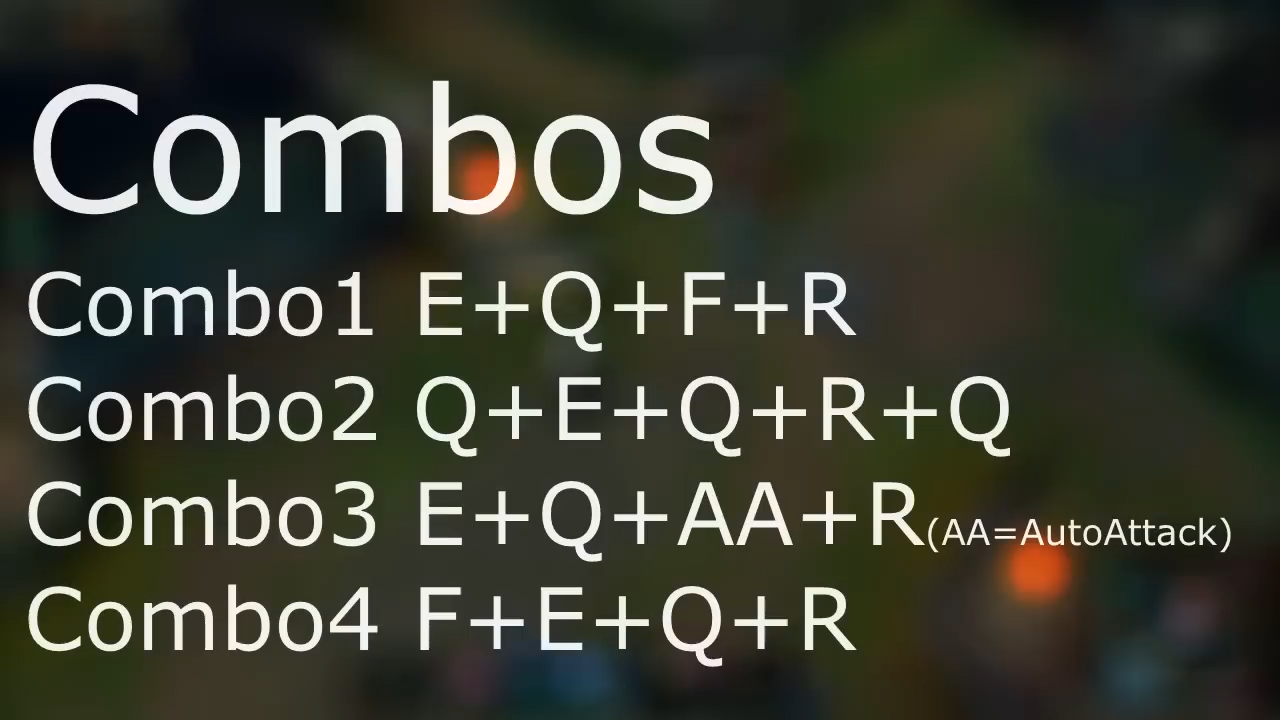 Combos
Combo1 E+Q+F+R
Combo2 Q+E+Q+R+Q
Combo3 E+Q+AA+R(AA=AutoAttack)
Combo4 F+E+Q+R